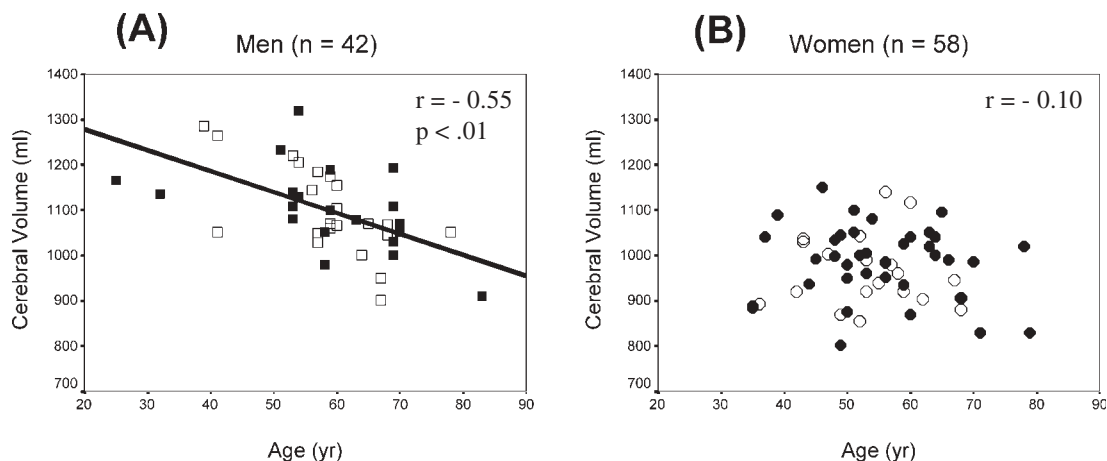 (A)
Men (n = 42)
r = - 0.55
p < .01
Cerebral Volume (ml)
1400
1300
1200
1100
1000
900
800
700
20 30 40 50 60 70 80 90
Age (yr)
(B)
Women (n = 58)
r = - 0.10
Cerebral Volume (ml)
1400
1300
1200
1100
1000
900
800
700
20 30 40 50 60 70 80 90
Age (yr)